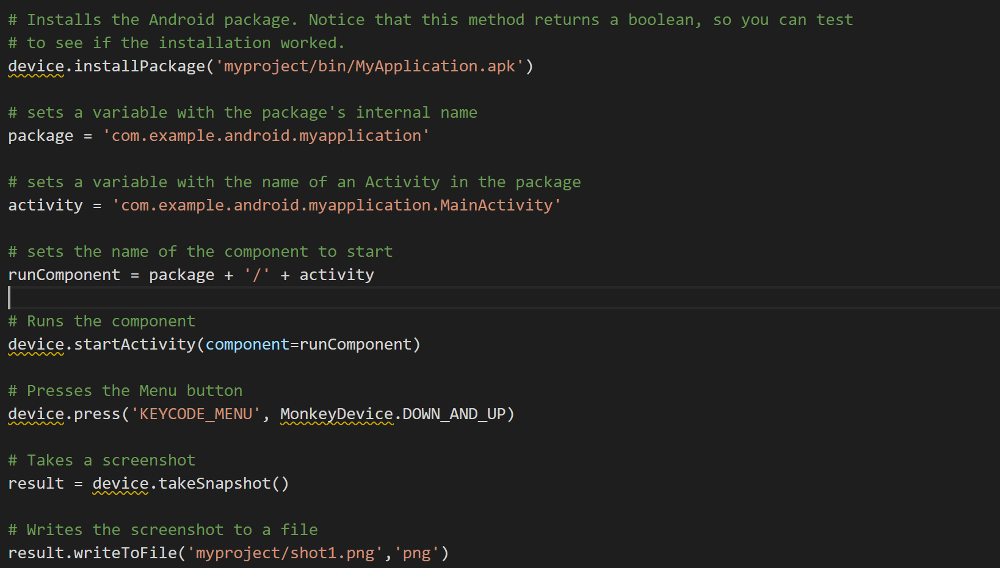 # Installs the Android package. Notice that this method returns a boolean, so you can test
# to see if the installation worked.
device.installPackage('myproject/bin/MyApplication.apk')
# sets a variable with the package's internal name
package = 'com.example.android.myapplication'
# sets a variable with the name of an Activity in the package
activity = 'com.example.android.myapplication.MainActivity'
# sets the name of the component to start
runComponent = package + '/' + activity
# Runs the component
device.startActivity(component=runComponent)
# Presses the Menu button
device.press('KEYCODE_MENU', MonkeyDevice.DOWN_AND_UP)
# Takes a screenshot
result = device.takeSnapshot()
# Writes the screenshot to a file
result.writeToFile('myproject/shot1.png','png')